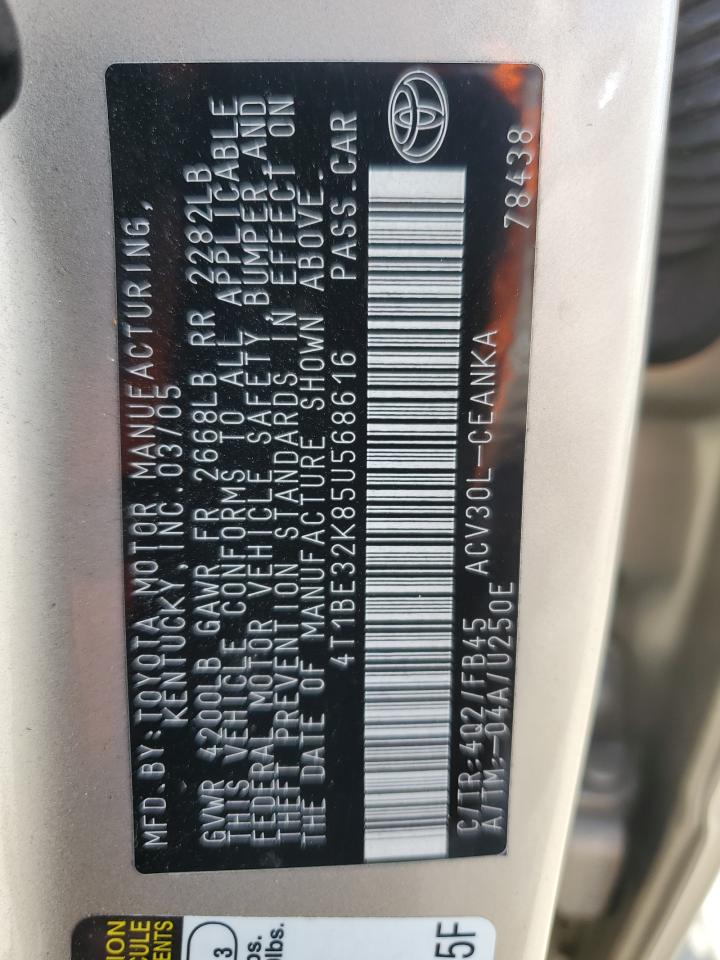 MFD.BY:TOYOTA MOTOR MANUFACTURING,
KENTUCKY,INC.03/05
GVWR 4200LB GAWR FR 2668LB RR 2282LB
THIS VEHICLE CONFORMS TO ALL APPLICABLE
FEDERAL MOTOR VEHICLE SAFETY,BUMPER AND
THEFT PREVENTION STANDARDS IN EFFECT ON
THE DATE OF MANUFACTURE SHOWN ABOVE.
4T1BE32K85U568616 PASS.CAR
C/TR:4Q2/FB45 ACV30L-CEANKA 78438
A/TM:-04A/U250E
3
5F